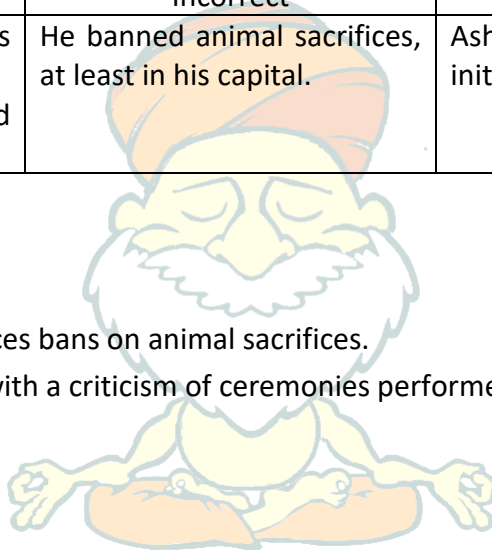 Incorrect
s He banned animal sacrifices, Ash
at least in his capital. init
d
ces bans on animal sacrifices.
with a criticism of ceremonies performe